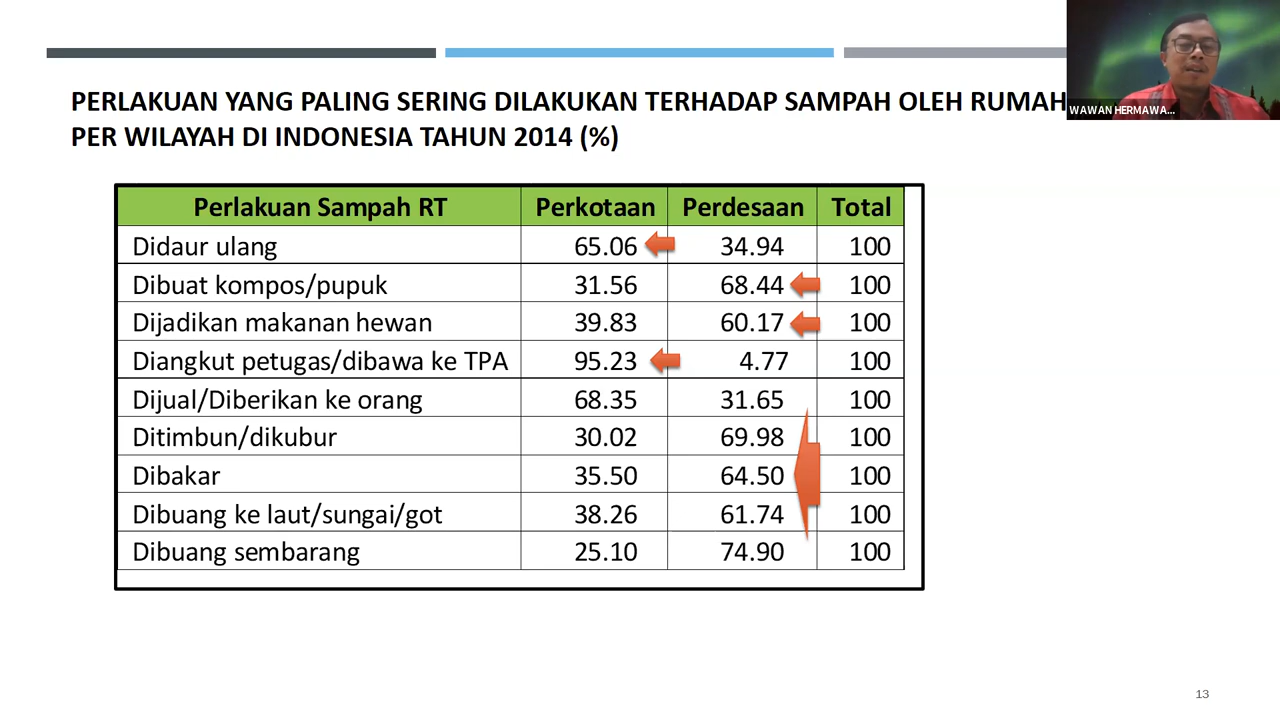 PERLAKUAN YANG PALING SERING DILAKUKAN TERHADAP SAMPAH OLEH RUMAH
PER WILAYAH DI INDONESIA TAHUN 2014 (%)
WAWAN HERMAWA...
Perlakuan Sampah RT Perkotaan Perdesaan Total
Didaur ulang 65.06 34.94 100
Dibuat kompos/pupuk 31.56 68.44 100
Dijadikan makanan hewan 39.83 60.17 100
Diangkut petugas/dibawa ke TPA 95.23 4.77 100
Dijual/Diberikan ke orang 68.35 31.65 100
Ditimbun/dikubur 30.02 69.98 100
Dibakar 35.50 64.50 100
Dibuang ke laut/sungai/got 38.26 61.74 100
Dibuang sembarang 25.10 74.90 100
13